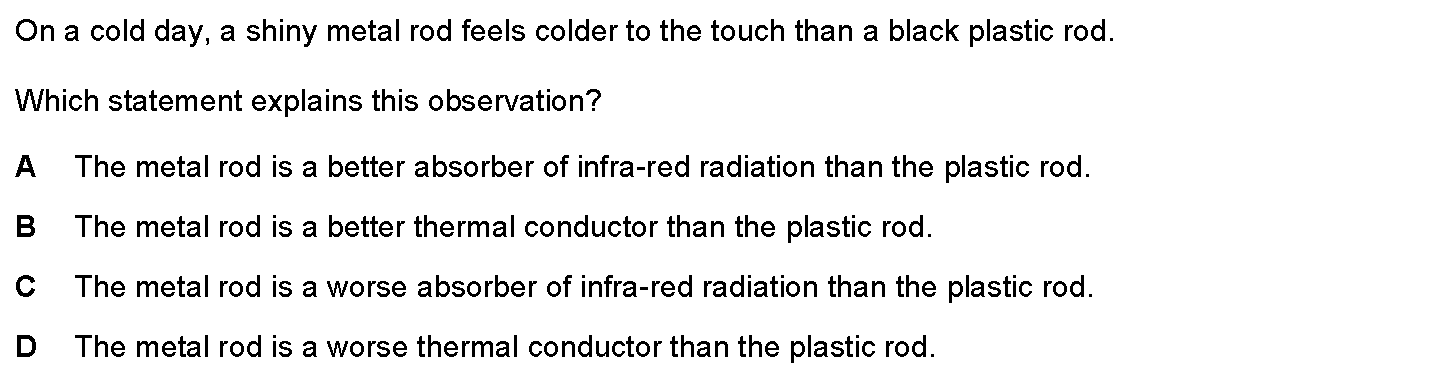 On a cold day, a shiny metal rod feels colder to the touch than a black plastic rod.
Which statement explains this observation?
A The metal rod is a better absorber of infra-red radiation than the plastic rod.
B The metal rod is a better thermal conductor than the plastic rod.
C The metal rod is a worse absorber of infra-red radiation than the plastic rod.
D The metal rod is a worse thermal conductor than the plastic rod.